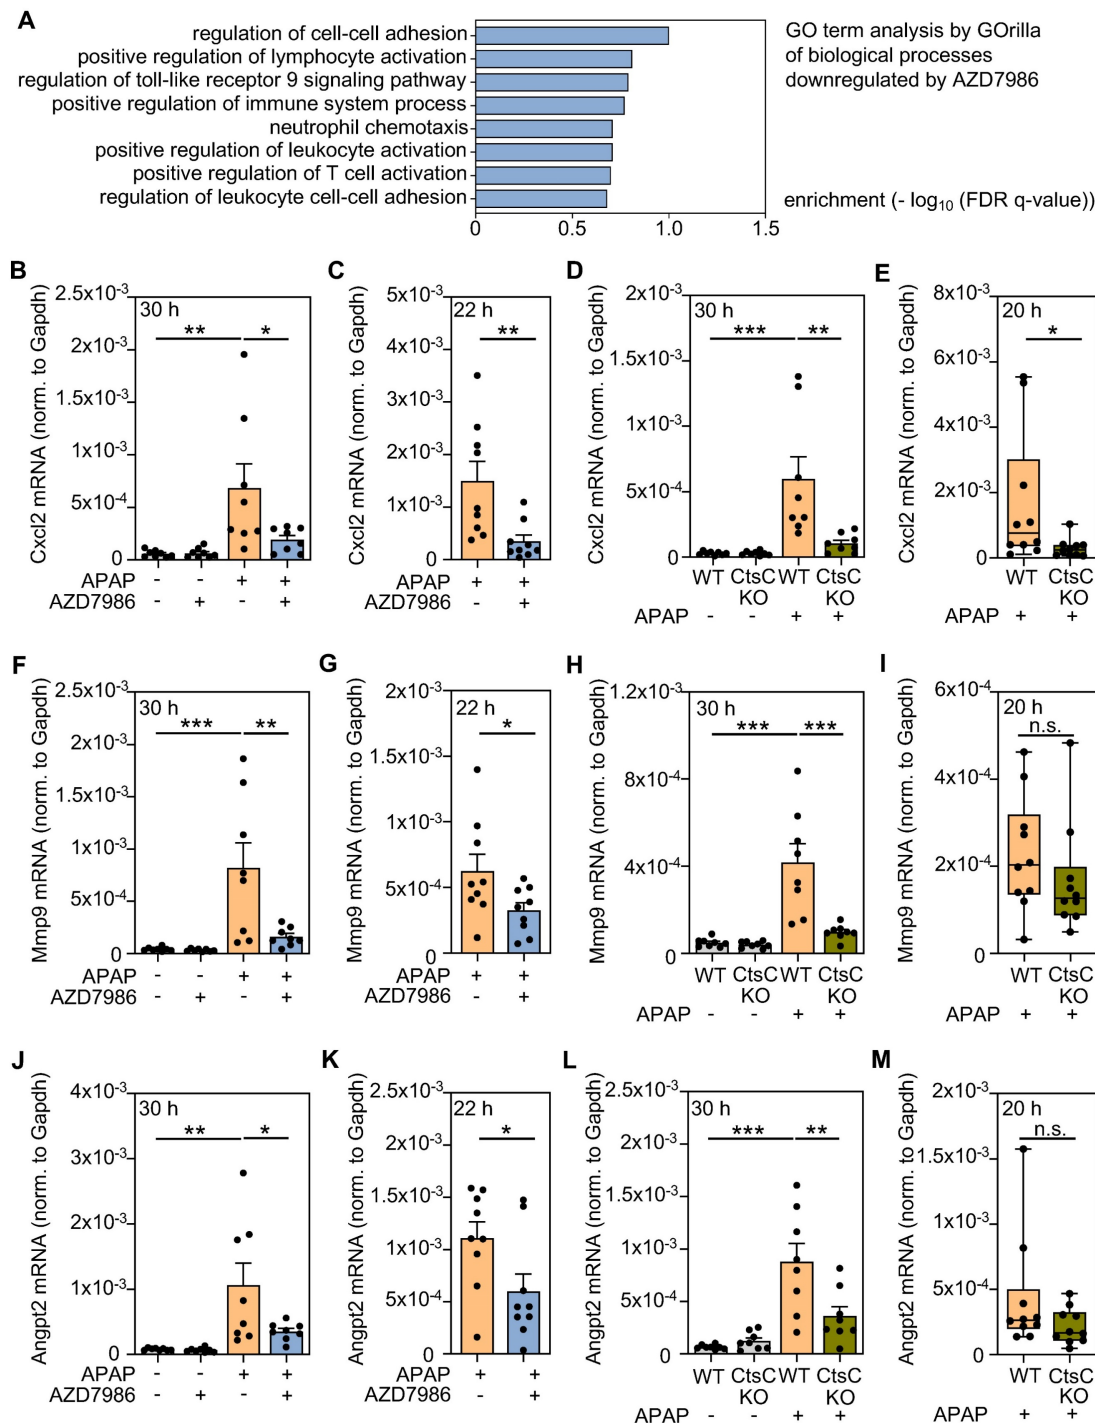 A
regulation of cell-cell adhesion
positive regulation of lymphocyte activation
regulation of toll-like receptor 9 signaling pathway
positive regulation of immune system process
neutrophil chemotaxis
positive regulation of leukocyte activation
positive regulation of T cell activation
regulation of leukocyte cell-cell adhesion
0 0.5 1.0 1.5
GO term analysis by GOrilla
of biological processes
downregulated by AZD7986
enrichment (- log₁₀ (FDR q-value))
B
Cxcl2 mRNA (norm. to Gapdh)
2.5x10⁻³
2x10⁻³
1.5x10⁻³
1x10⁻³
5x10⁻⁴
0
30 h
** *
APAP - - + +
AZD7986 - + - +
C
Cxcl2 mRNA (norm. to Gapdh)
5x10⁻³
4x10⁻³
3x10⁻³
2x10⁻³
1x10⁻³
0
22 h
**
APAP + +
AZD7986 - +
D
Cxcl2 mRNA (norm. to Gapdh)
2x10⁻³
1.5x10⁻³
1x10⁻³
5x10⁻⁴
0
30 h
*** **
WT CtsC WT CtsC
KO KO
APAP - - + +
E
Cxcl2 mRNA (norm. to Gapdh)
8x10⁻³
6x10⁻³
4x10⁻³
2x10⁻³
0
20 h
*
WT CtsC
KO
APAP + +
F
Mmp9 mRNA (norm. to Gapdh)
2.5x10⁻³
2x10⁻³
1.5x10⁻³
1x10⁻³
5x10⁻⁴
0
30 h
*** **
APAP - - + +
AZD7986 - + - +
G
Mmp9 mRNA (norm. to Gapdh)
2x10⁻³
1.5x10⁻³
1x10⁻³
5x10⁻⁴
0
22 h
*
APAP + +
AZD7986 - +
H
Mmp9 mRNA (norm. to Gapdh)
1.2x10⁻³
8x10⁻⁴
4x10⁻⁴
0
30 h
*** ***
WT CtsC WT CtsC
KO KO
APAP - - + +
I
Mmp9 mRNA (norm. to Gapdh)
6x10⁻⁴
4x10⁻⁴
2x10⁻⁴
0
20 h
n.s.
WT CtsC
KO
APAP + +
J
Angpt2 mRNA (norm. to Gapdh)
4x10⁻³
3x10⁻³
2x10⁻³
1x10⁻³
0
30 h
** *
APAP - - + +
AZD7986 - + - +
K
Angpt2 mRNA (norm. to Gapdh)
2.5x10⁻³
2x10⁻³
1.5x10⁻³
1x10⁻³
5x10⁻⁴
0
22 h
*
APAP + +
AZD7986 - +
L
Angpt2 mRNA (norm. to Gapdh)
2.5x10⁻³
2x10⁻³
1.5x10⁻³
1x10⁻³
5x10⁻⁴
0
30 h
*** **
WT CtsC WT CtsC
KO KO
APAP - - + +
M
Angpt2 mRNA (norm. to Gapdh)
2x10⁻³
1.5x10⁻³
1x10⁻³
5x10⁻⁴
0
20 h
n.s.
WT CtsC
KO
APAP + +